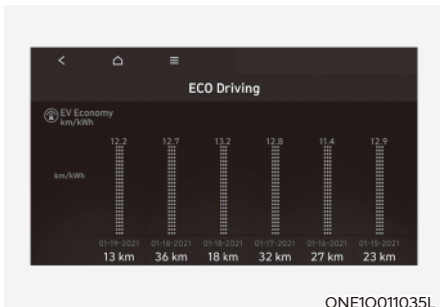 ECO Driving
EV Economy
km/kWh
12.2 12.7 13.2 12.8 11.4 12.9
km/kWh
01-19-2021 01-18-2021 01-18-2021 01-17-2021 01-16-2021 01-15-2021
13 km 36 km 18 km 32 km 27 km 23 km
ONE1Q011035L